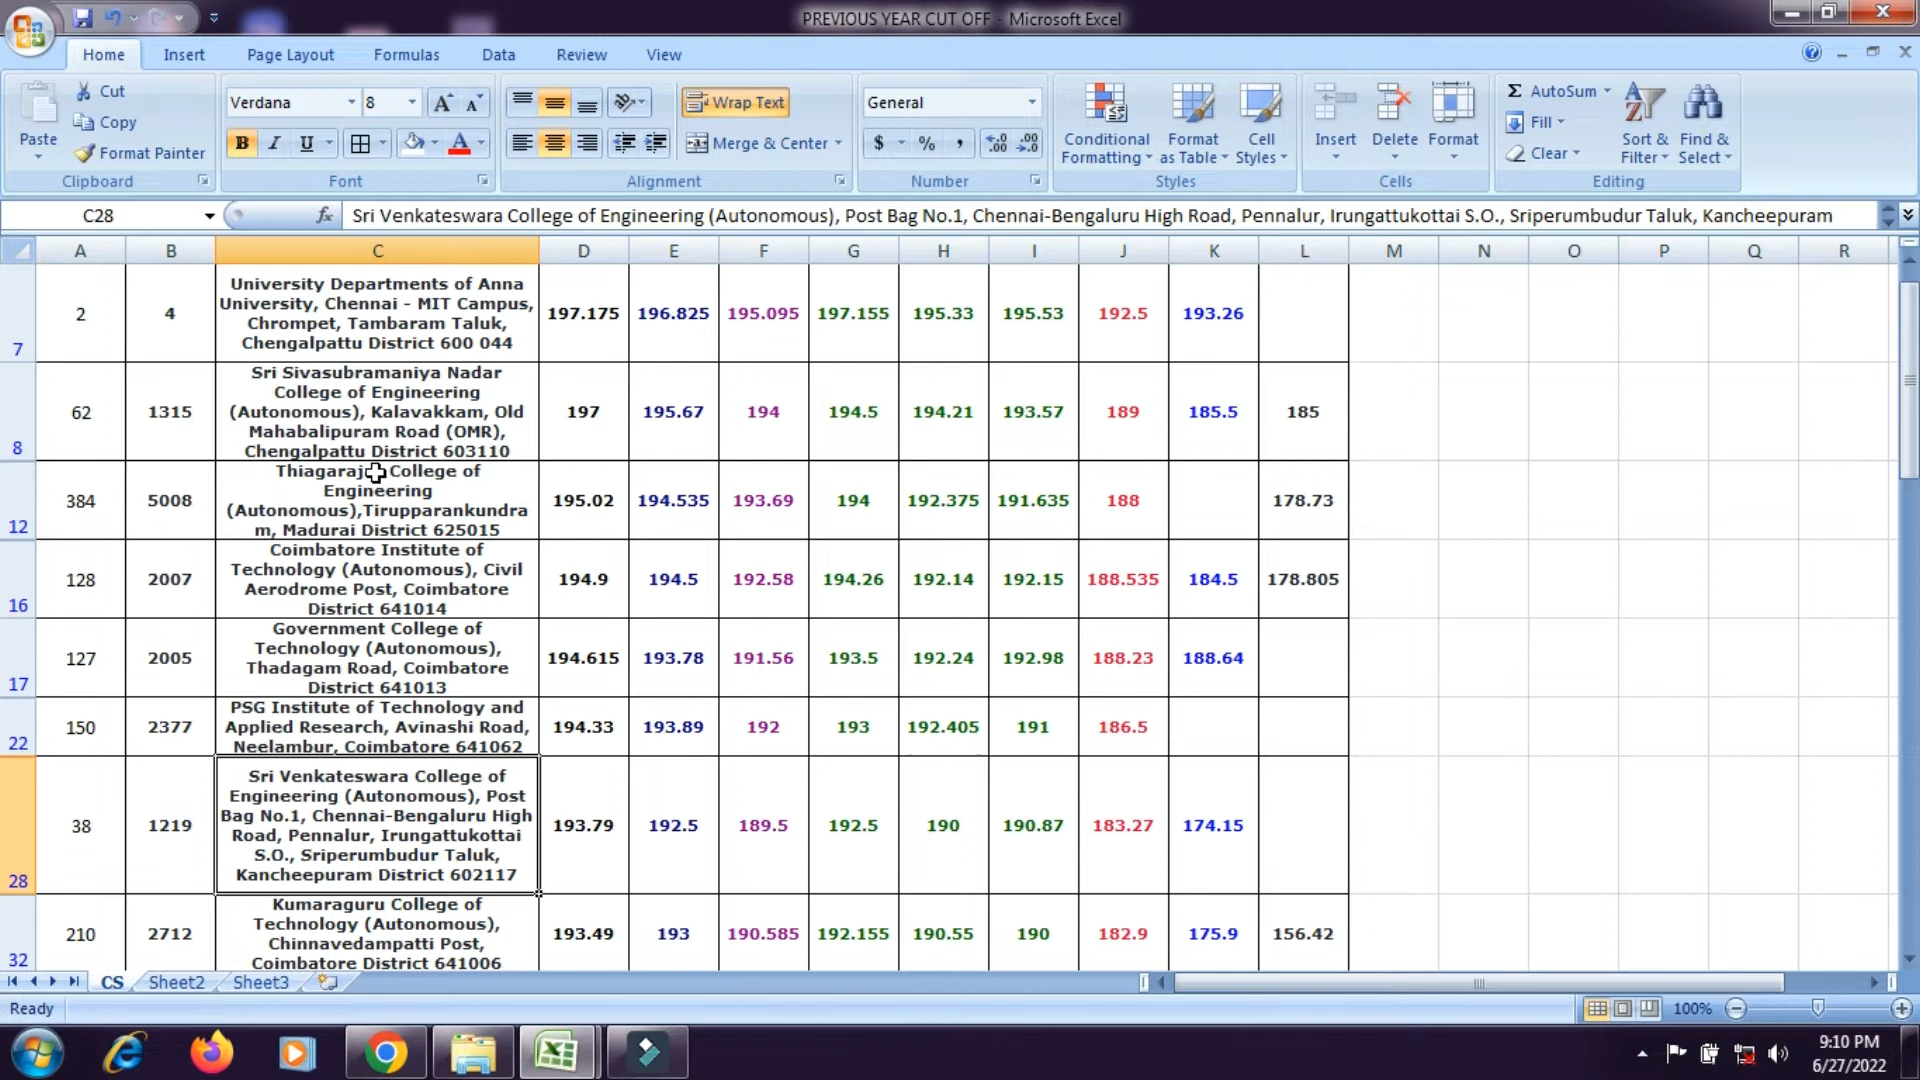 PREVIOUS YEAR CUT OFF - Microsoft Excel
Home Insert Page Layout Formulas Data Review View
Paste
Cut
Copy
Format Painter
Clipboard
Verdana 8
B I U
Font
Wrap Text
Merge & Center
Alignment
General
$ % ,
Number
Conditional Formatting
Format as Table
Cell Styles
Styles
Insert Delete Format
Cells
Σ AutoSum
Fill
Clear
Sort & Filter
Find & Select
Editing
C28 fx Sri Venkateswara College of Engineering (Autonomous), Post Bag No.1, Chennai-Bengaluru High Road, Pennalur, Irungattukottai S.O., Sriperumbudur Taluk, Kancheepuram
A B C D E F G H I J K L M N O P Q R
University Departments of Anna
University, Chennai - MIT Campus,
Chrompet, Tambaram Taluk,
Chengalpattu District 600 044
7 2 4 197.175 196.825 195.095 197.155 195.33 195.53 192.5 193.26
Sri Sivasubramaniya Nadar
College of Engineering
(Autonomous), Kalavakkam, Old
Mahabalipuram Road (OMR),
Chengalpattu District 603110
8 62 1315 197 195.67 194 194.5 194.21 193.57 189 185.5 185
College of
Engineering
(Autonomous),Tirupparankundra
m, Madurai District 625015
12 384 5008 195.02 194.535 193.69 194 192.375 191.635 188 178.73
Coimbatore Institute of
Technology (Autonomous), Civil
Aerodrome Post, Coimbatore
District 641014
16 128 2007 194.9 194.5 192.58 194.26 192.14 192.15 188.535 184.5 178.805
Government College of
Technology (Autonomous),
Thadagam Road, Coimbatore
District 641013
17 127 2005 194.615 193.78 191.56 193.5 192.24 192.98 188.23 188.64
PSG Institute of Technology and
Applied Research, Avinashi Road,
Neelambur, Coimbatore 641062
22 150 2377 194.33 193.89 192 193 192.405 191 186.5
Sri Venkateswara College of
Engineering (Autonomous), Post
Bag No.1, Chennai-Bengaluru High
Road, Pennalur, Irungattukottai
S.O., Sriperumbudur Taluk,
Kancheepuram District 602117
28 38 1219 193.79 192.5 189.5 192.5 190 190.87 183.27 174.15
Kumaraguru College of
Technology (Autonomous),
Chinnavedampatti Post,
Coimbatore District 641006
32 210 2712 193.49 193 190.585 192.155 190.55 190 182.9 175.9 156.42
CS Sheet2 Sheet3
Ready 100%
9:10 PM
6/27/2022